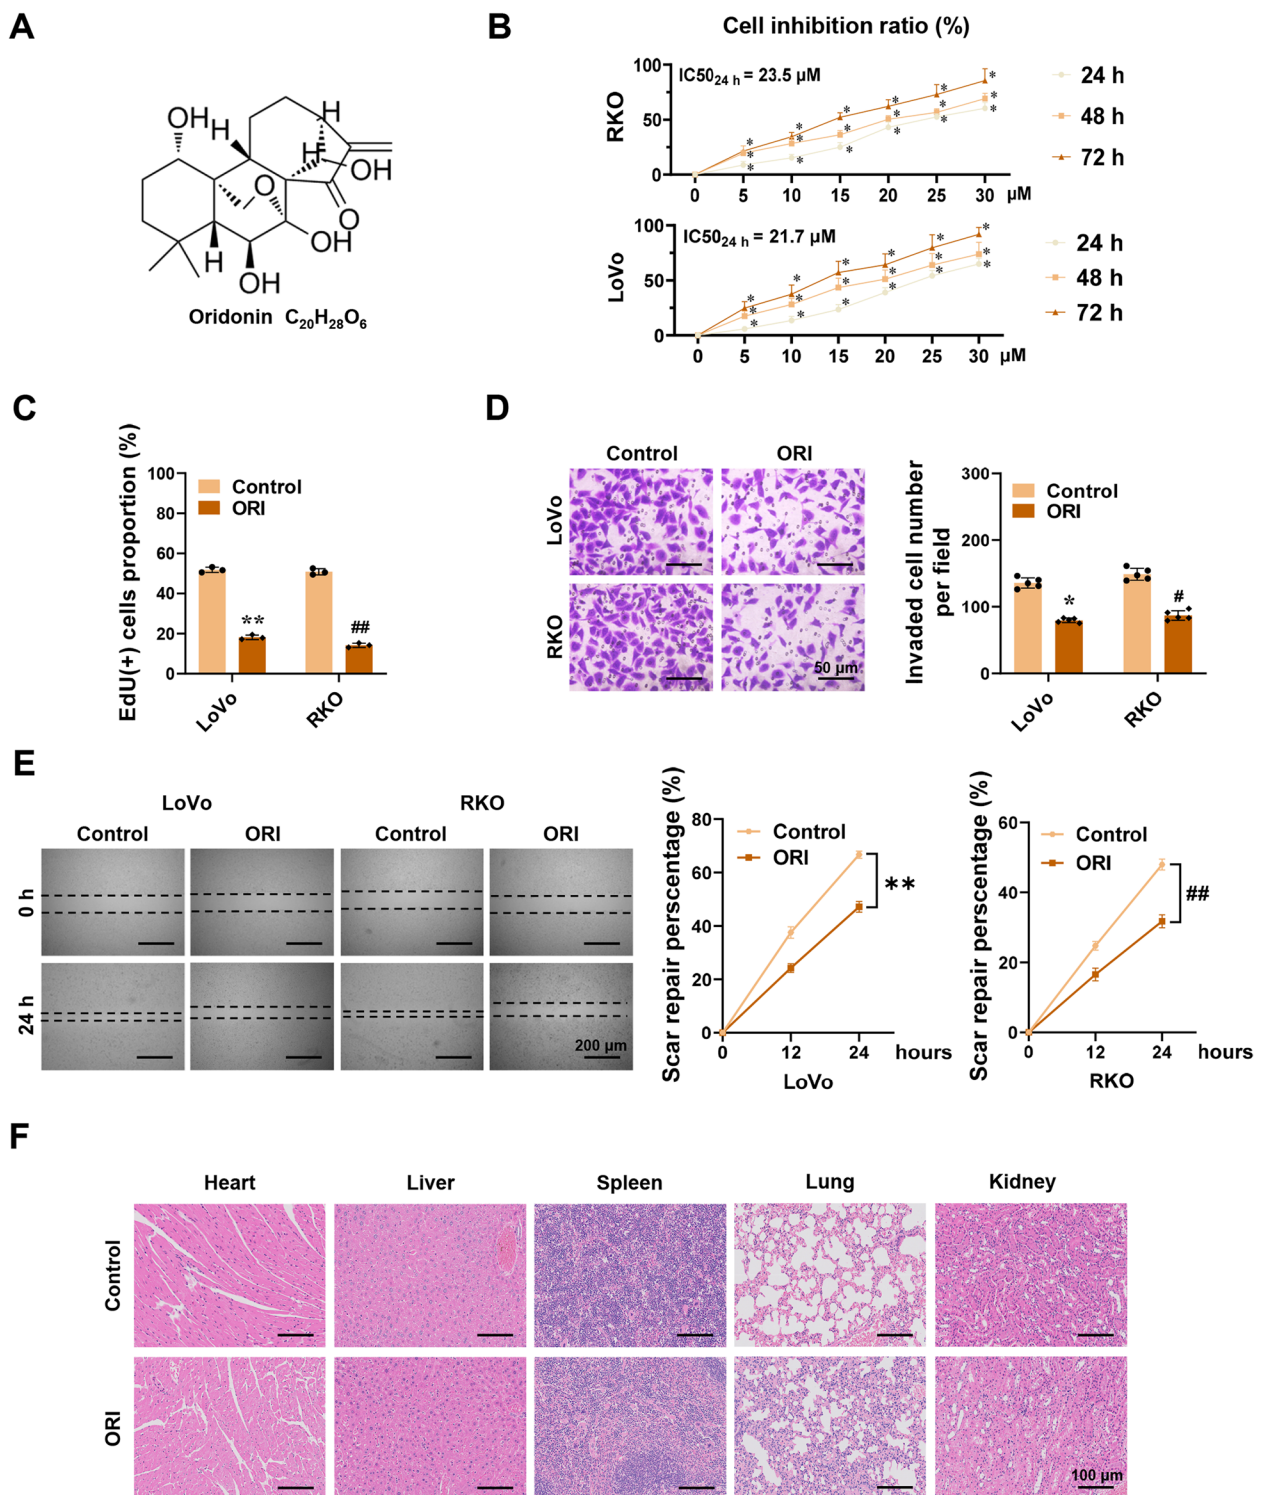 A
OH
H
H
H
O
OH
O
OH
H
OH
Oridonin C20H28O6
B
Cell inhibition ratio (%)
RKO
100
50
0
IC50 24 h = 23.5 μM
* * * * * *
* * * * * *
* * * * * *
0 5 10 15 20 25 30 μM
24 h
48 h
72 h
LoVo
100
50
0
IC50 24 h = 21.7 μM
* * * * * *
* * * * * *
* * * * * *
0 5 10 15 20 25 30 μM
24 h
48 h
72 h
C
EdU(+) cells proportion (%)
100
80
60
40
20
0
Control
ORI
**
##
LoVo
RKO
D
Control
ORI
LoVo
RKO
50 μm
Invaded cell number
per field
300
200
100
0
Control
ORI
*
#
LoVo
RKO
E
LoVo
RKO
Control
ORI
Control
ORI
0 h
24 h
200 μm
Scar repair perscentage (%)
80
60
40
20
0
Control
ORI
**
0 12 24 hours
LoVo
Scar repair perscentage (%)
60
40
20
0
Control
ORI
##
0 12 24 hours
RKO
F
Heart
Liver
Spleen
Lung
Kidney
Control
ORI
100 μm